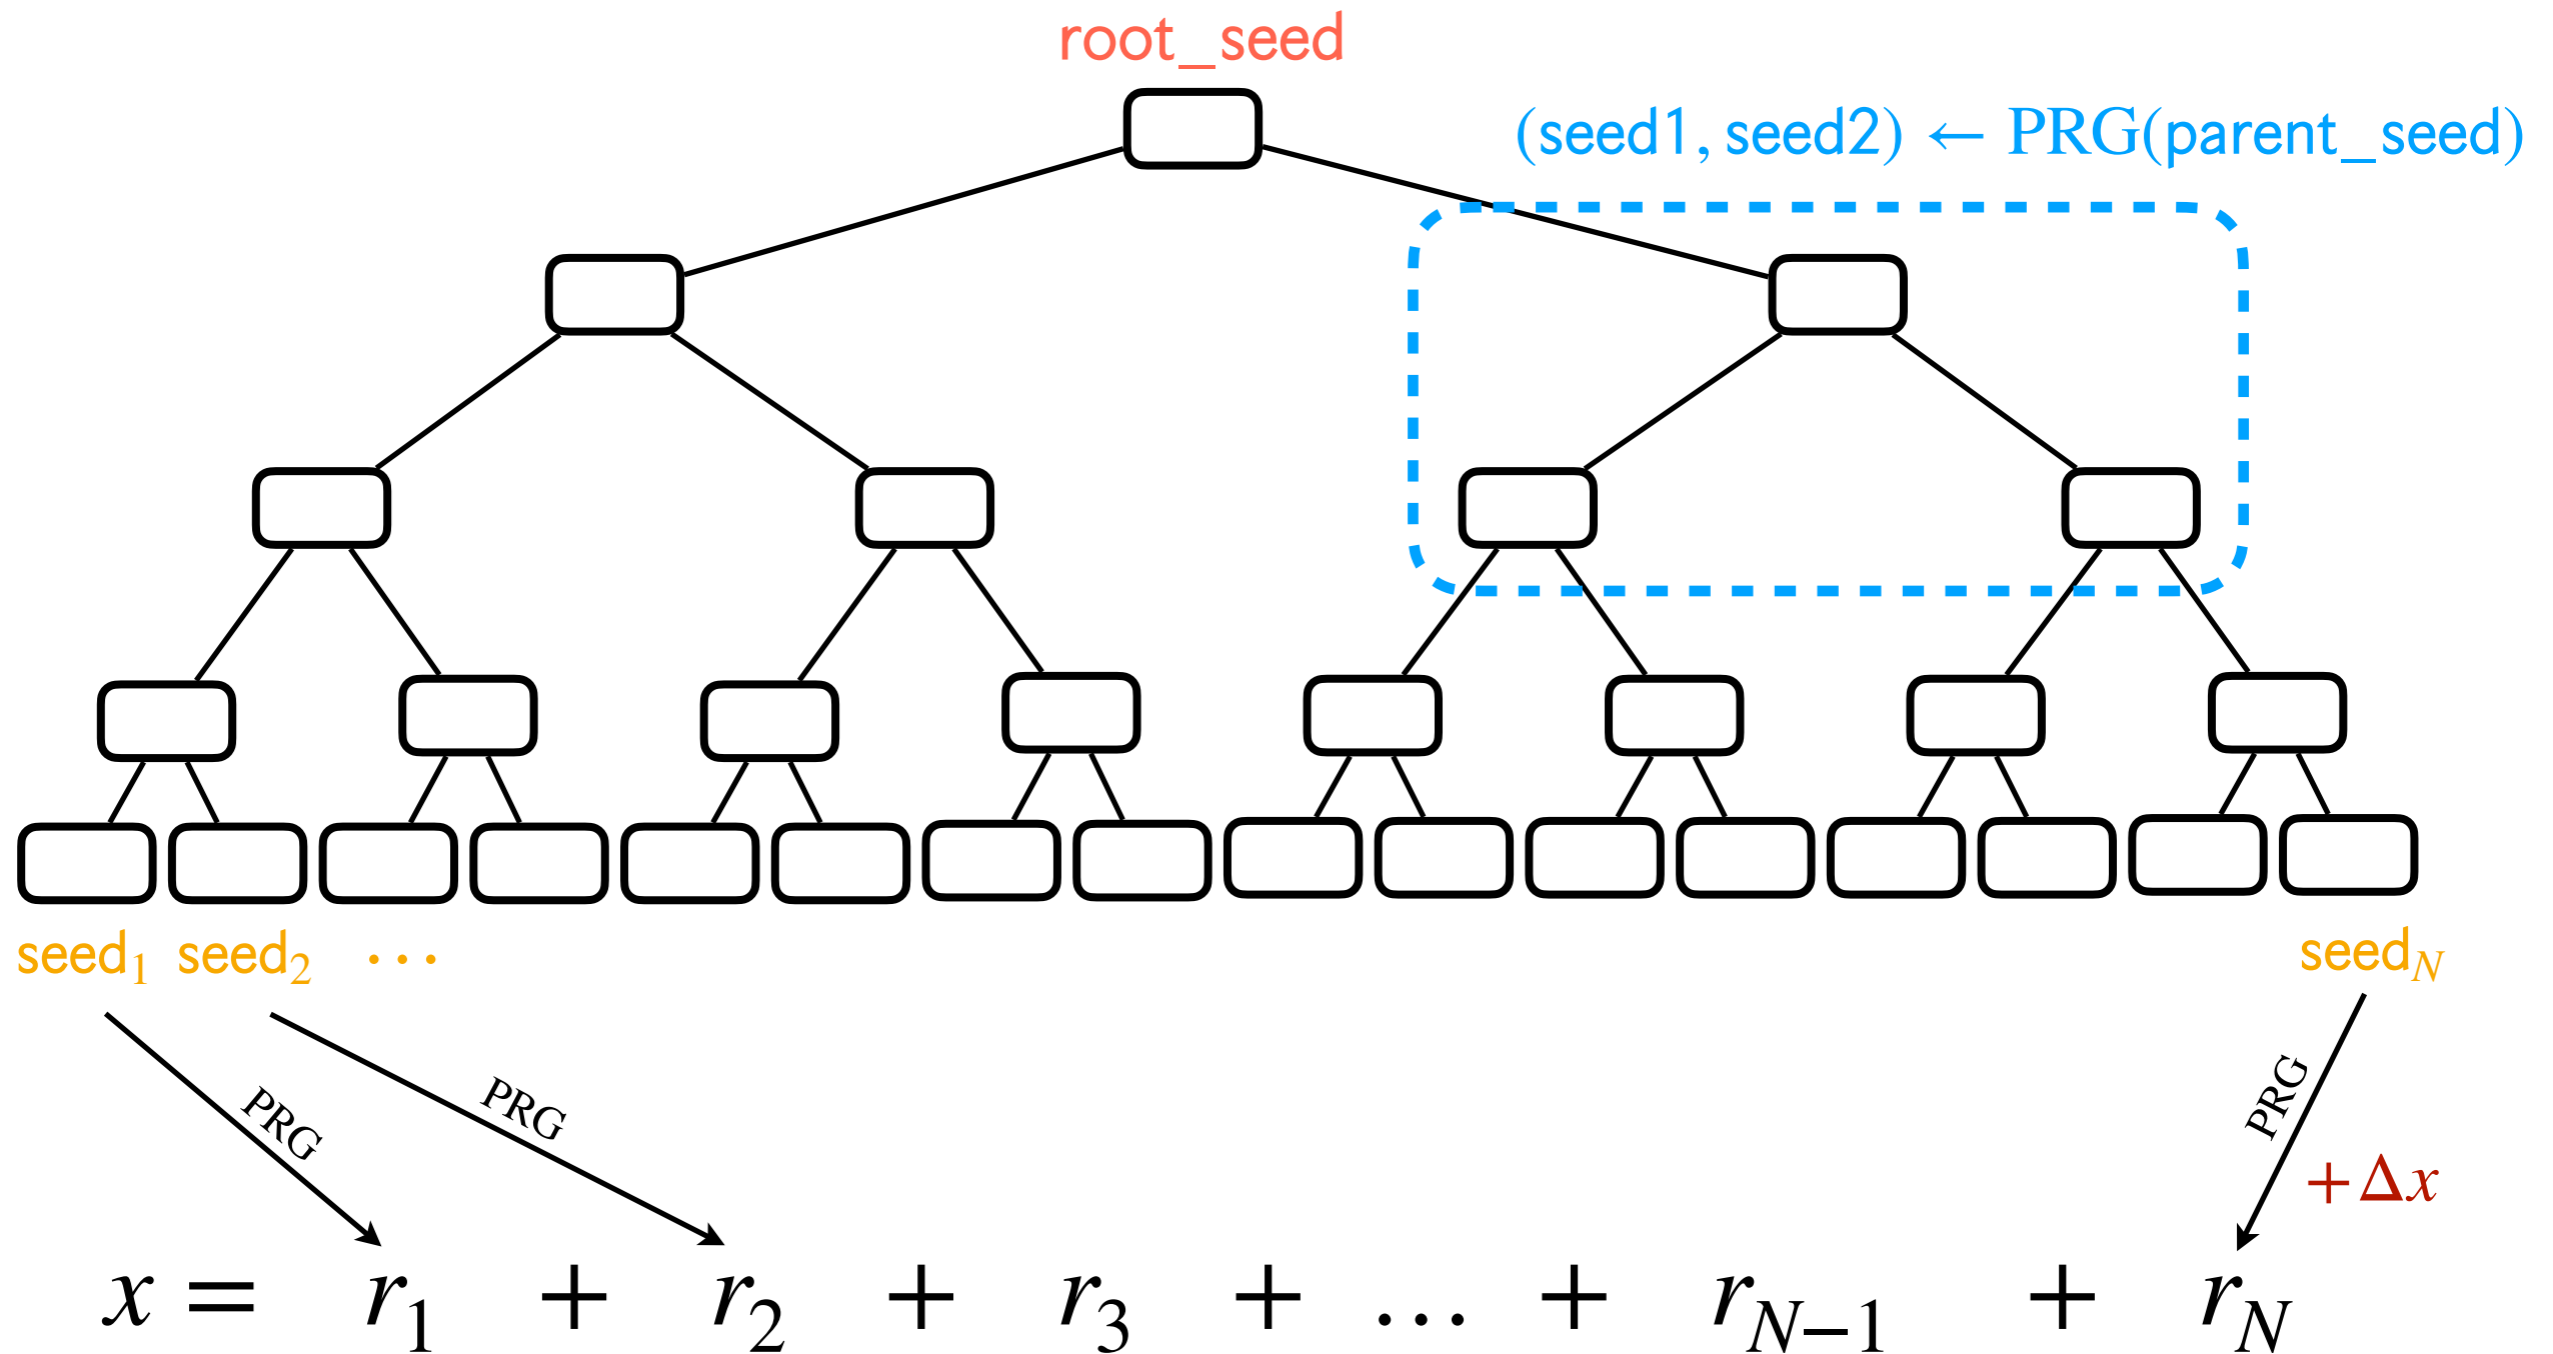 root_seed
(seed1, seed2) ← PRG(parent_seed)
seed₁ seed₂ ⋯ seed_N
PRG PRG PRG
+Δx
x = r₁ + r₂ + r₃ + … + r_{N−1} + r_N